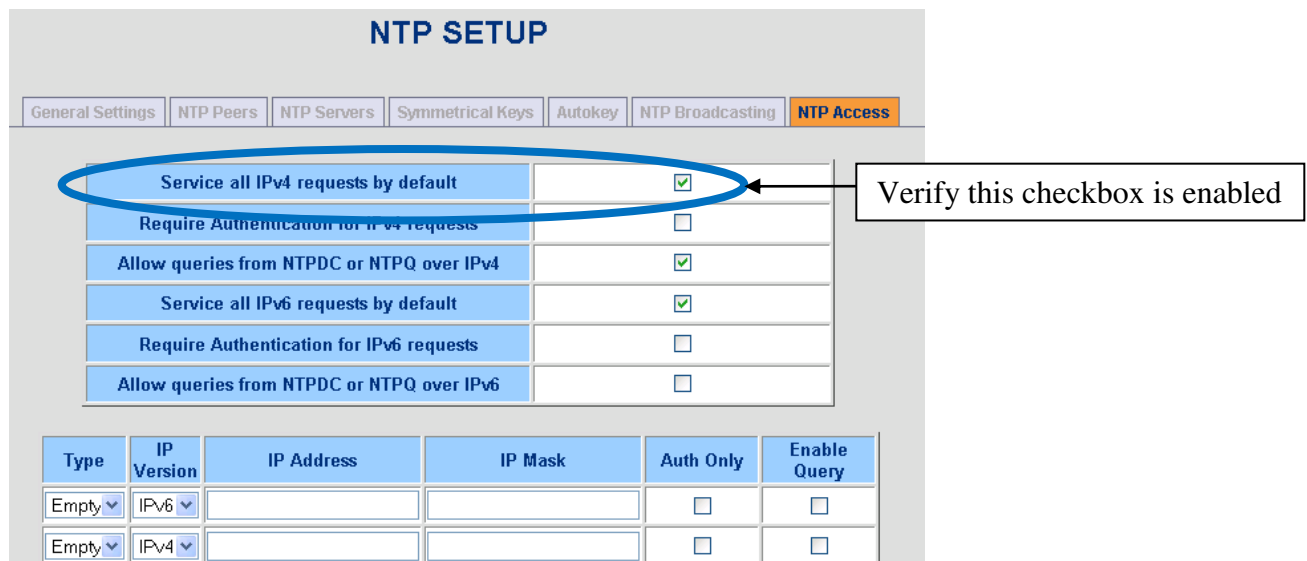 NTP SETUP
General Settings NTP Peers NTP Servers Symmetrical Keys Autokey NTP Broadcasting NTP Access
Service all IPv4 requests by default
Verify this checkbox is enabled
Require Authentication for IPv4 requests
Allow queries from NTPDC or NTPQ over IPv4
Service all IPv6 requests by default
Require Authentication for IPv6 requests
Allow queries from NTPDC or NTPQ over IPv6
Type IP Version IP Address IP Mask Auth Only Enable Query
Empty IPv6
Empty IPv4